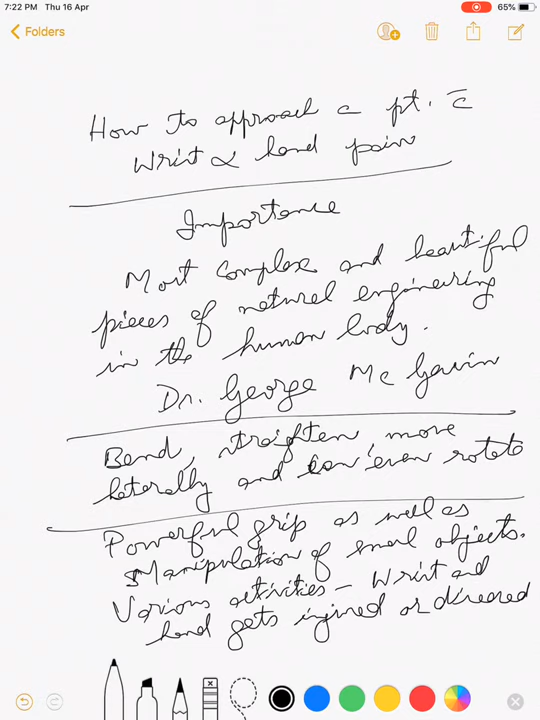 7:22 PM Thu 16 Apr 65%
Folders
How to approach a pt. c̄
Wrist & hand pain
Importance
Most complex and beautiful
pieces of natural engineering
in the human body.
Dr. George Mc Gavin
Bend, straighten, move
laterally and can even rotate
Powerful grip as well as
Manipulation of small objects.
Various activities – Wrist and
hand gets injured or diseased